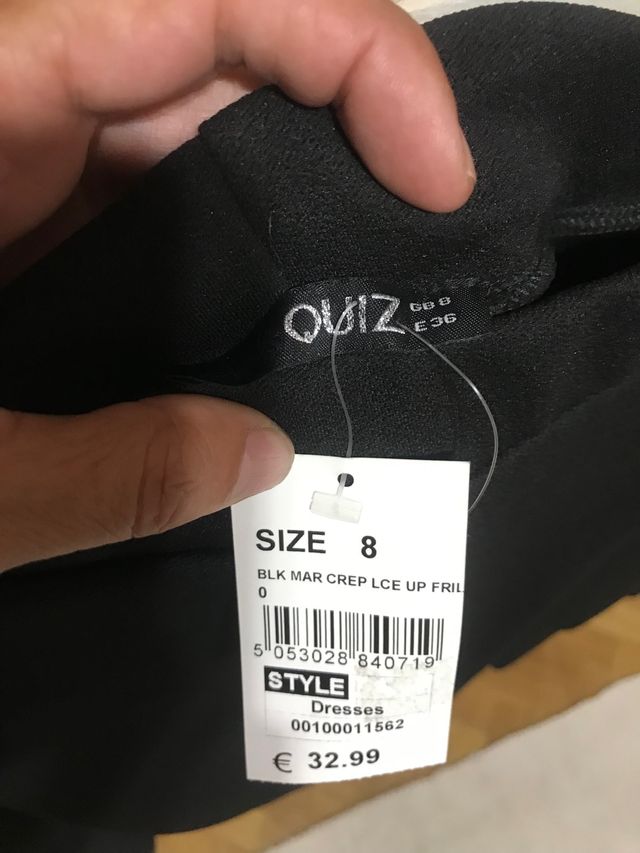 QUIZ GB 8
E 36
SIZE 8
BLK MAR CREP LCE UP FRIL
0
5 053028 840719
STYLE
Dresses
00100011562
€ 32.99